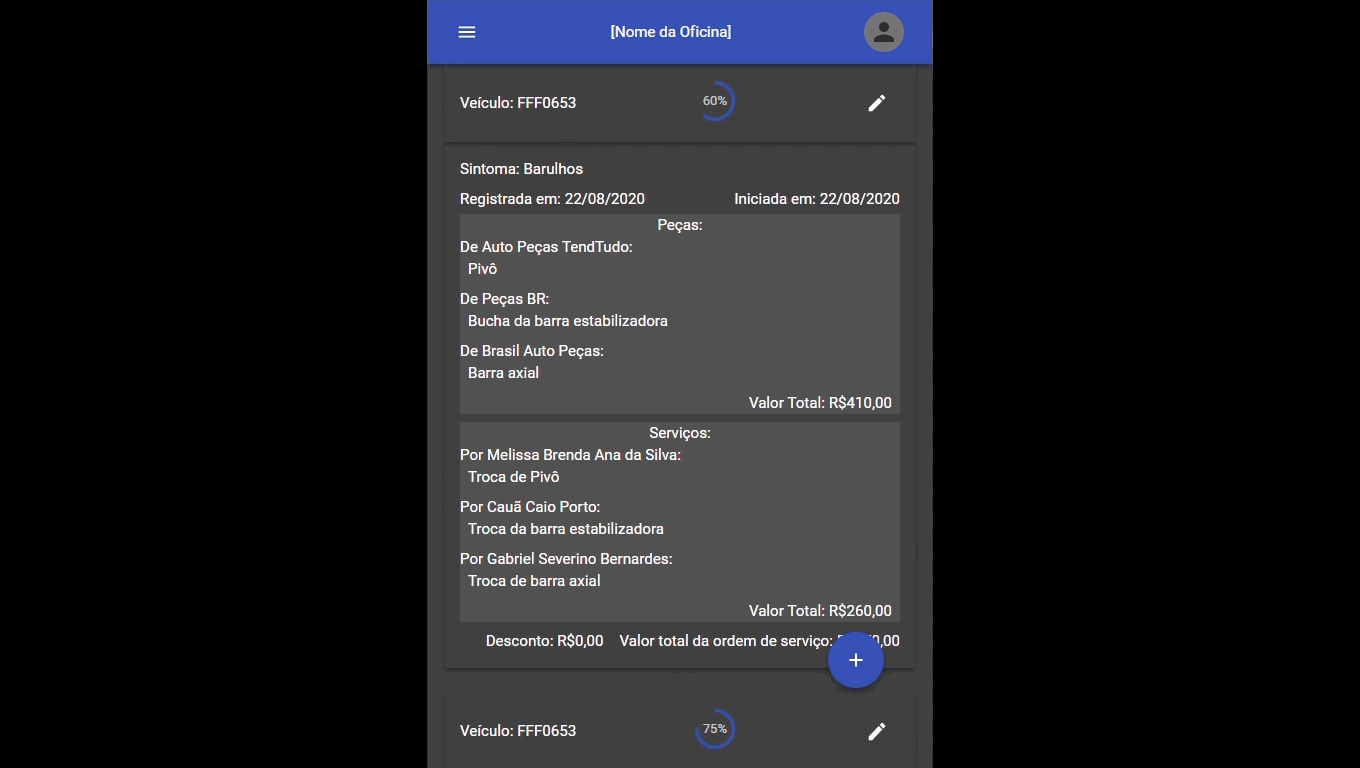 [Nome da Oficina]
Veículo: FFF0653 60%
Sintoma: Barulhos
Registrada em: 22/08/2020 Iniciada em: 22/08/2020
Peças:
De Auto Peças TendTudo:
Pivô
De Peças BR:
Bucha da barra estabilizadora
De Brasil Auto Peças:
Barra axial
Valor Total: R$410,00
Serviços:
Por Melissa Brenda Ana da Silva:
Troca de Pivô
Por Cauã Caio Porto:
Troca da barra estabilizadora
Por Gabriel Severino Bernardes:
Troca de barra axial
Valor Total: R$260,00
Desconto: R$0,00 Valor total da ordem de serviço:
Veículo: FFF0653 75%